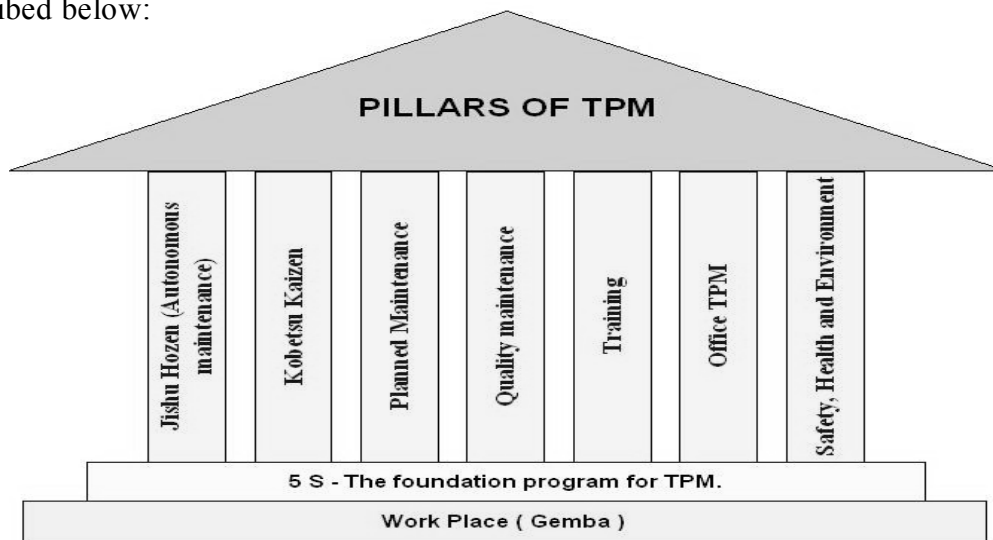 ibed below:
PILLARS OF TPM
Jishu Hozen (Autonomous
maintenance)
Kobetsu Kaizen
Planned Maintenance
Quality maintenance
Training
Office TPM
Safety, Health and Environment
5 S - The foundation program for TPM.
Work Place ( Gemba )